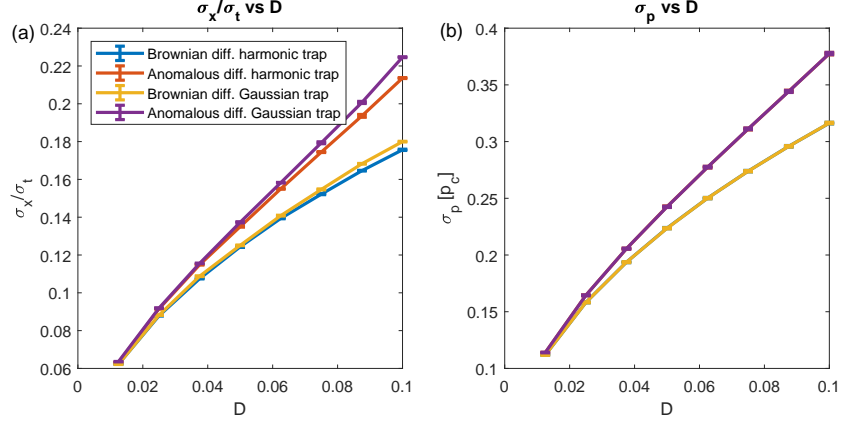 σx/σt vs D
(a)
0.24
0.22
0.2
0.18
0.16
0.14
0.12
0.1
0.08
0.06
σx/σt
Brownian diff. harmonic trap
Anomalous diff. harmonic trap
Brownian diff. Gaussian trap
Anomalous diff. Gaussian trap
0 0.02 0.04 0.06 0.08 0.1
D
σp vs D
(b)
0.4
0.35
0.3
0.25
0.2
0.15
0.1
σp [pc]
0 0.02 0.04 0.06 0.08 0.1
D